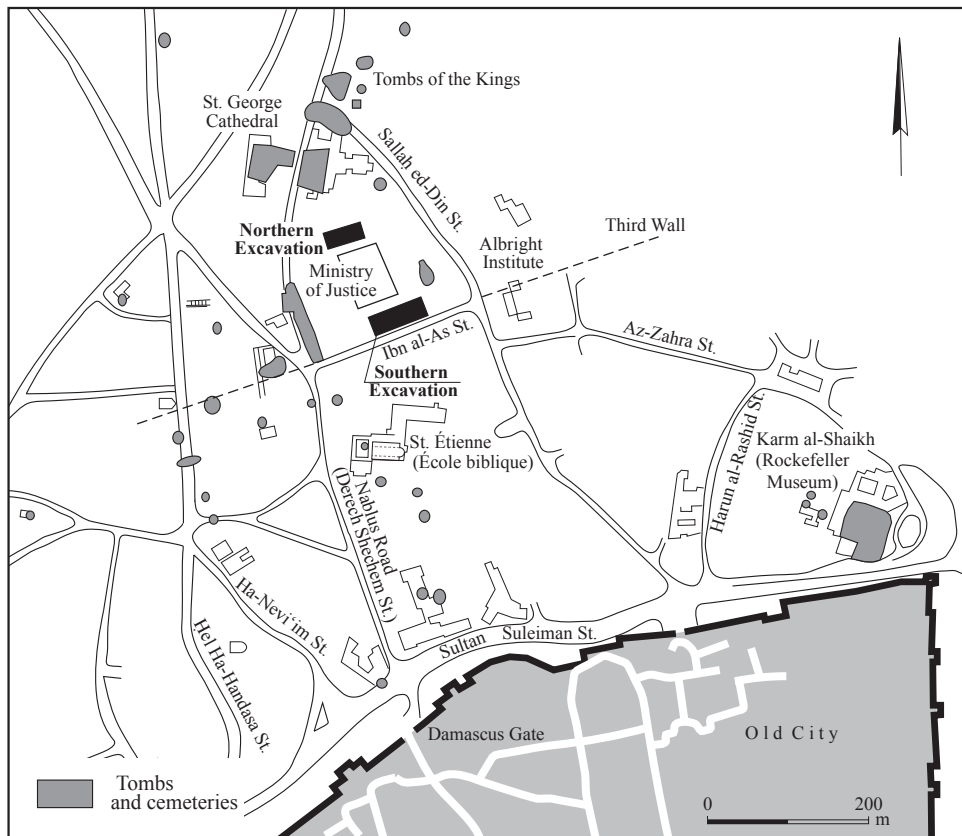 Tombs of the Kings
St. George
Cathedral
Sallaḥ ed-Din St.
Northern
Excavation
Third Wall
Albright
Institute
Ministry
of Justice
Ibn al-As St.
Az-Zahra St.
Southern
Excavation
St. Étienne
(École biblique)
Harun al-Rashid St.
Karm al-Shaikh
(Rockefeller
Museum)
Nablus Road
(Derech Shechem St.)
Ha-Nevi‘im St.
Ḥel Ha-Handasa St.
Sultan Suleiman St.
Damascus Gate
Old City
Tombs
and cemeteries
0 200
m